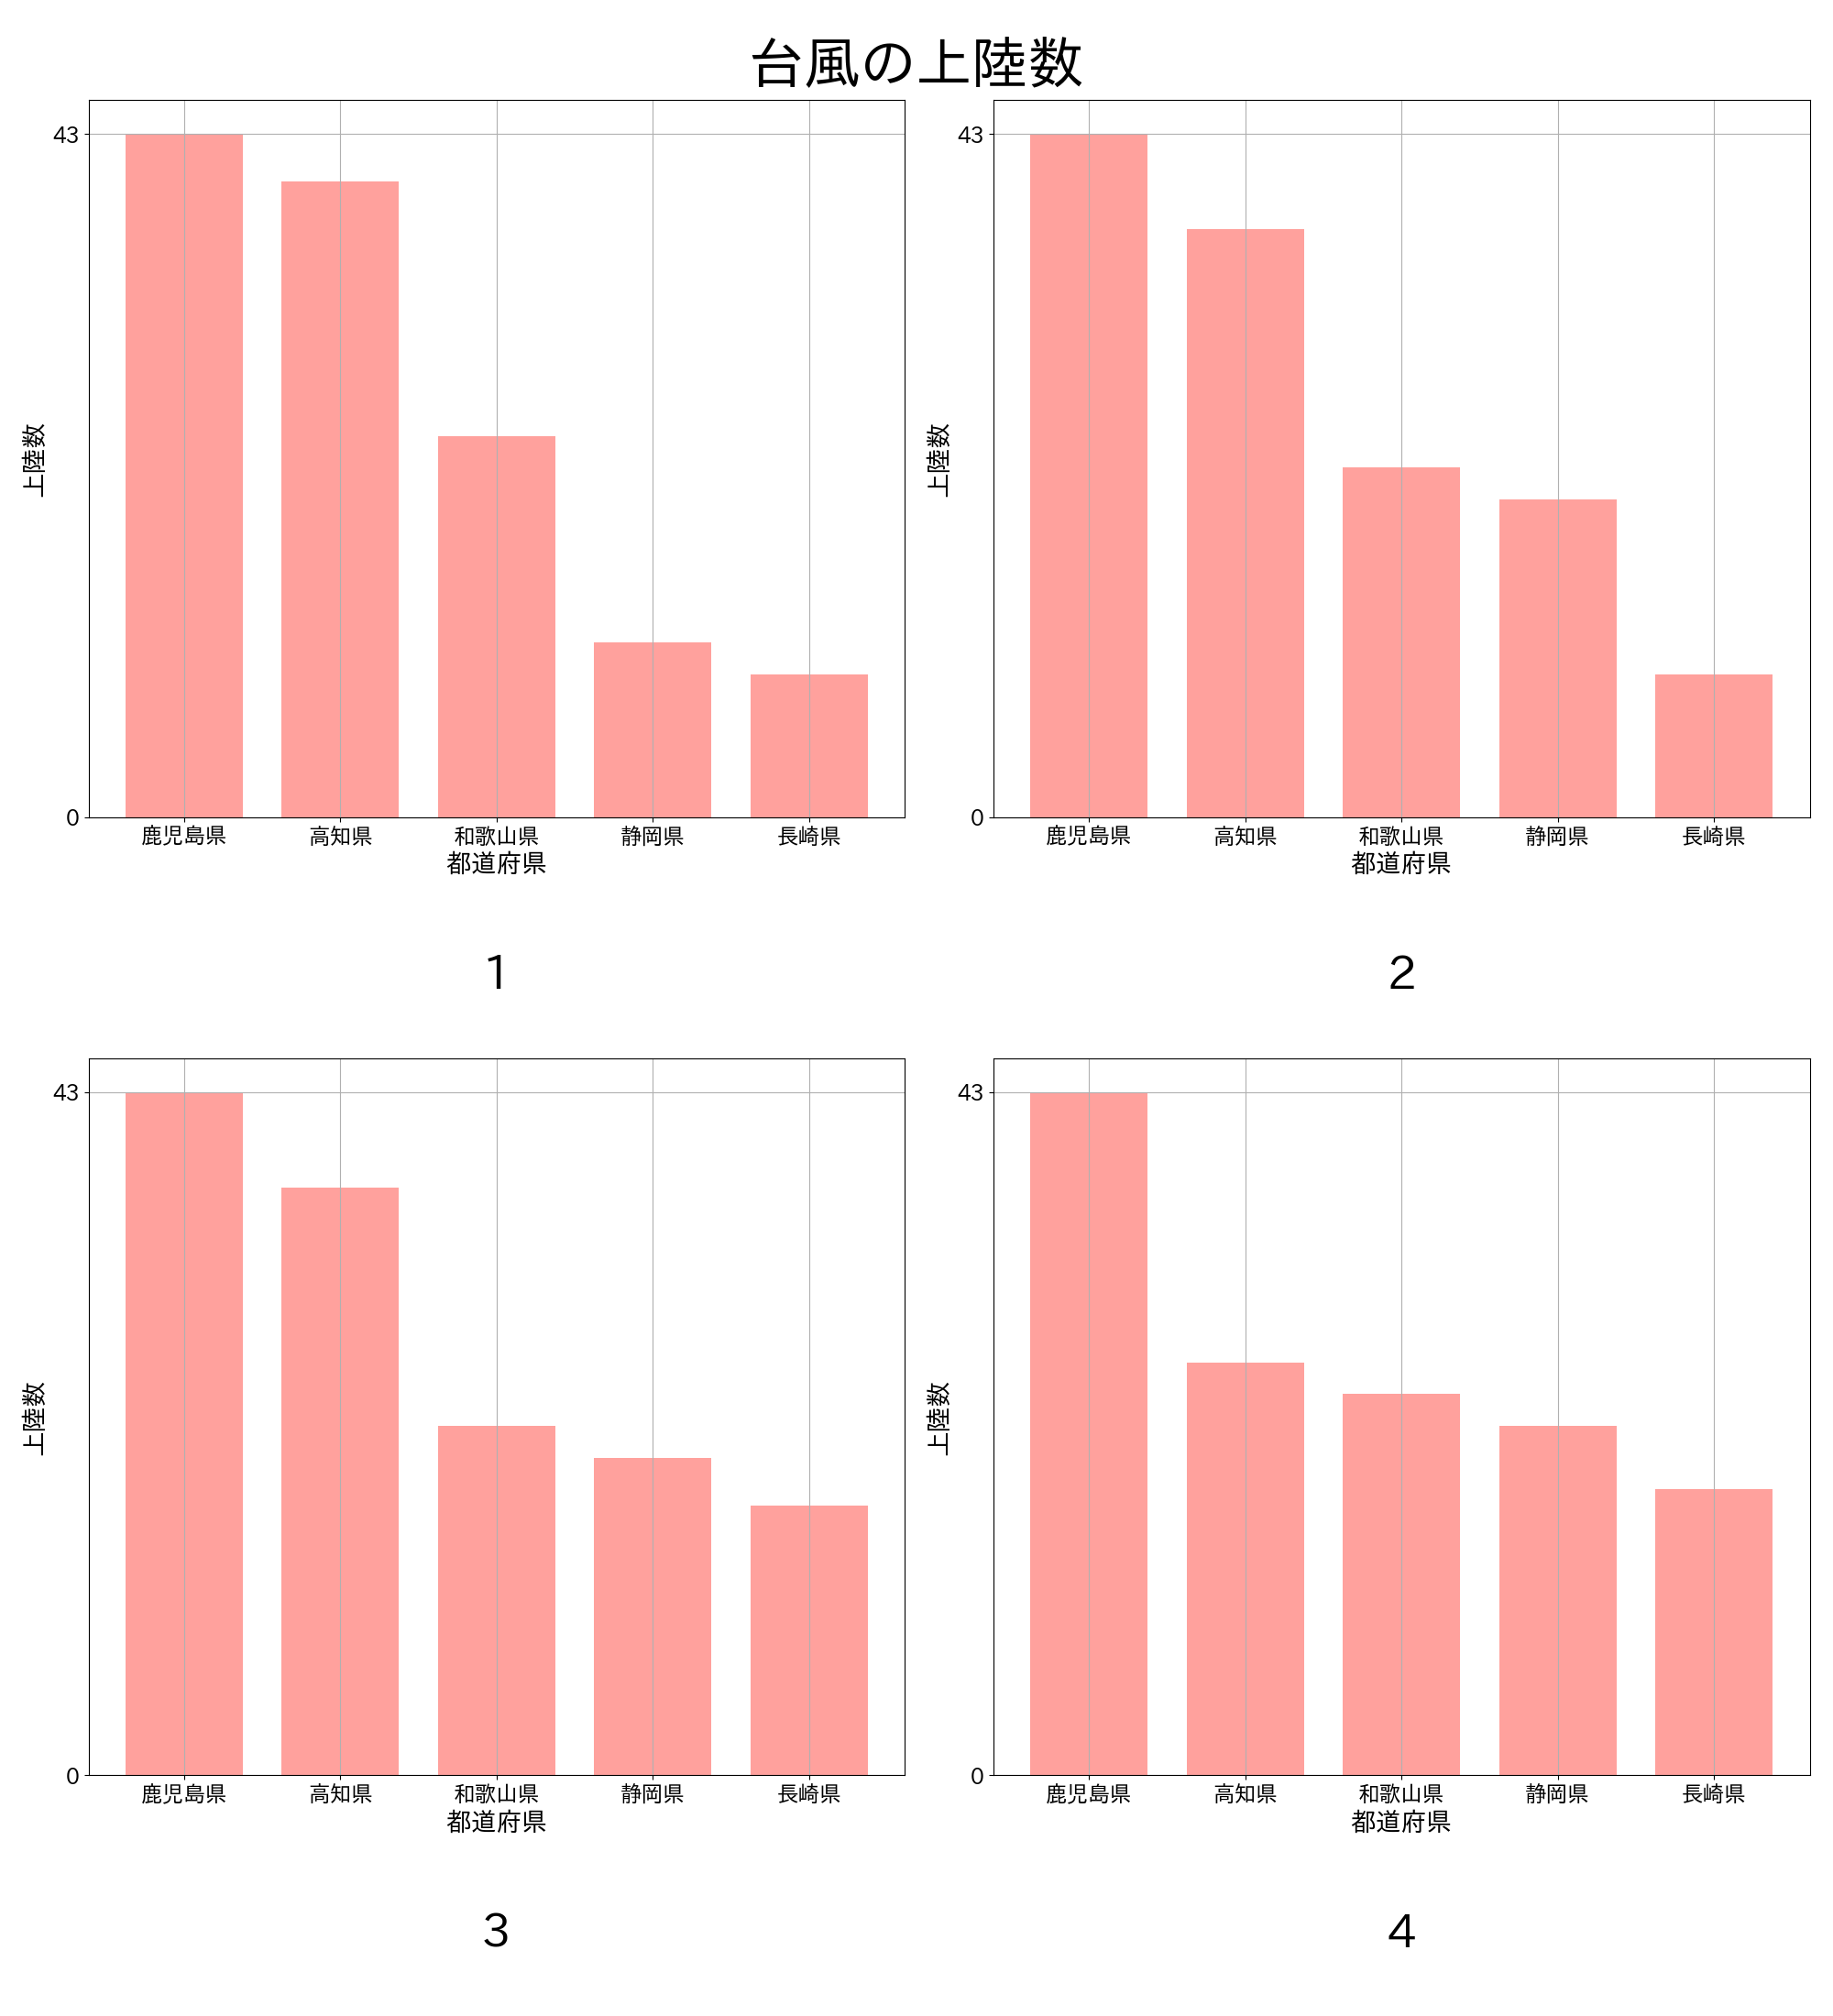 台風の上陸数
43
0
上陸数
鹿児島県 高知県 和歌山県 静岡県 長崎県
都道府県
1
43
0
上陸数
鹿児島県 高知県 和歌山県 静岡県 長崎県
都道府県
2
43
0
上陸数
鹿児島県 高知県 和歌山県 静岡県 長崎県
都道府県
3
43
0
上陸数
鹿児島県 高知県 和歌山県 静岡県 長崎県
都道府県
4